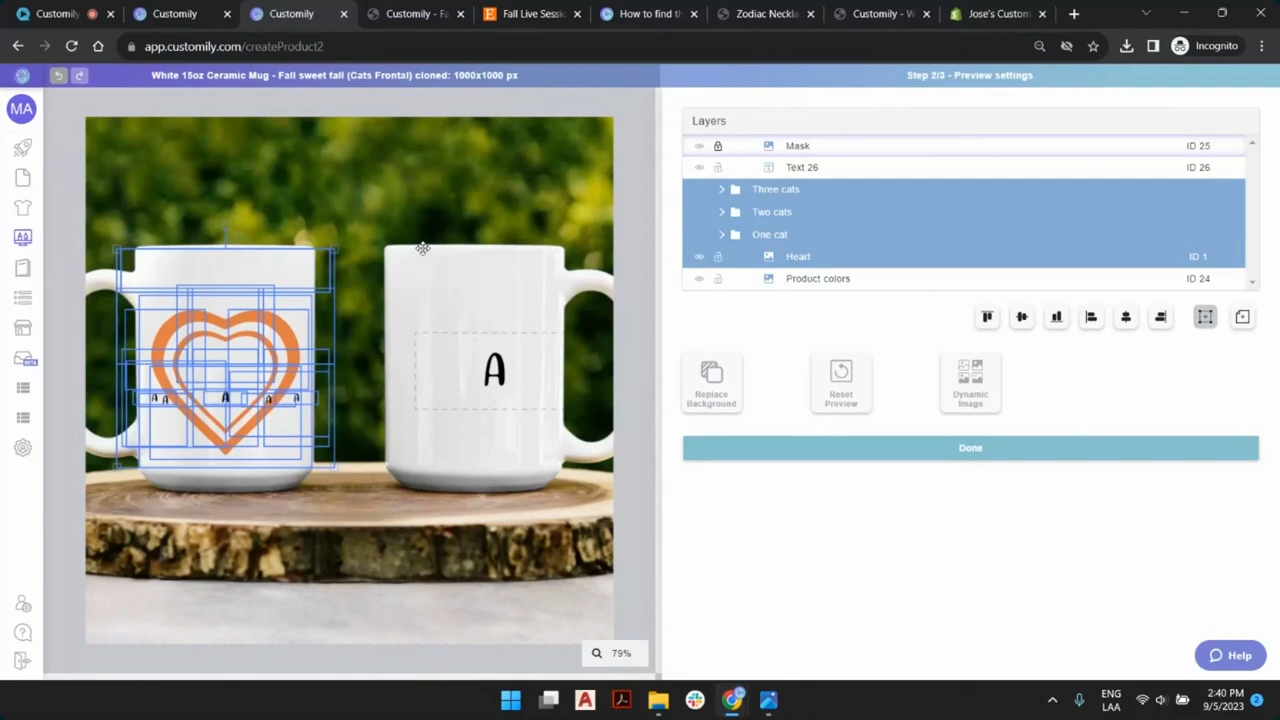 Customily
Customily
Customily
Customily - Fa
Fall Live Sessi
How to find th
Zodiac Neckla
Customily - W
Jose's Custom
app.customily.com/createProduct2
Incognito
White 15oz Ceramic Mug - Fall sweet fall (Cats Frontal) cloned: 1000x1000 px
Step 2/3 - Preview settings
MA
Layers
Mask ID 25
Text 26 ID 26
Three cats
Two cats
One cat
Heart ID 1
Product colors ID 24
A A A A A
A
Replace Background
Reset Preview
Dynamic Image
Done
79%
Help
ENG
LAA
2:40 PM
9/5/2023
2